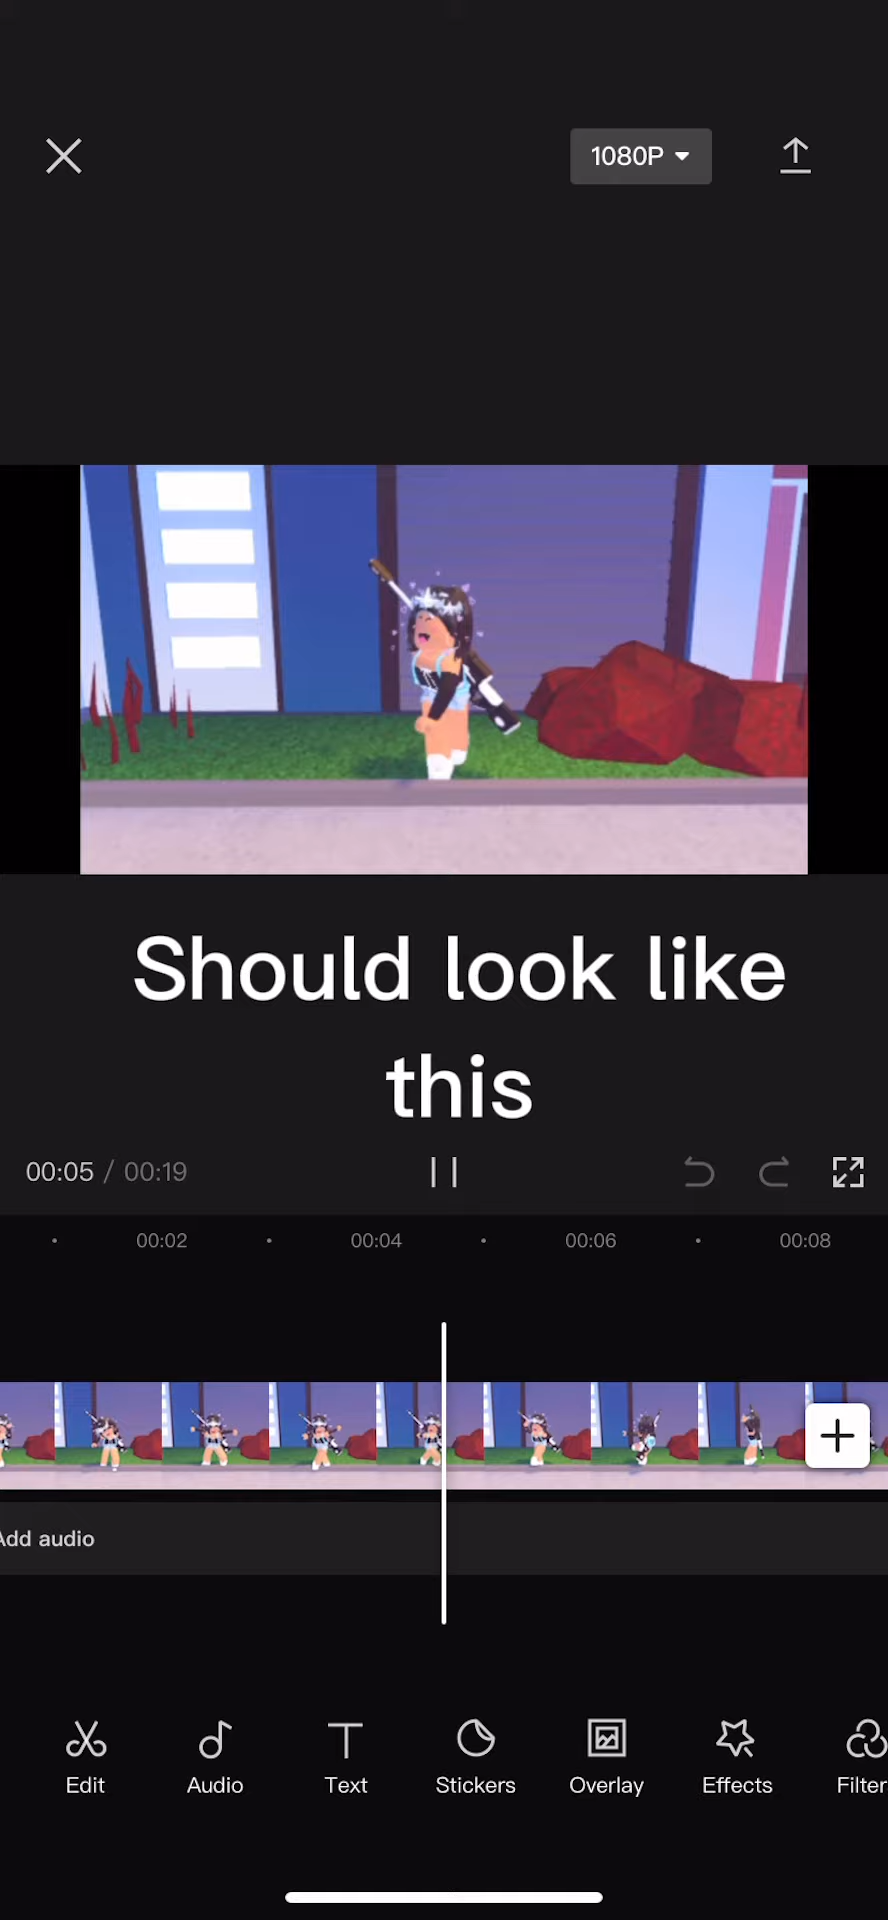 1080P
Should look like
this
00:05 / 00:19
00:02
00:04
00:06
00:08
Add audio
Edit
Audio
Text
Stickers
Overlay
Effects
Filter